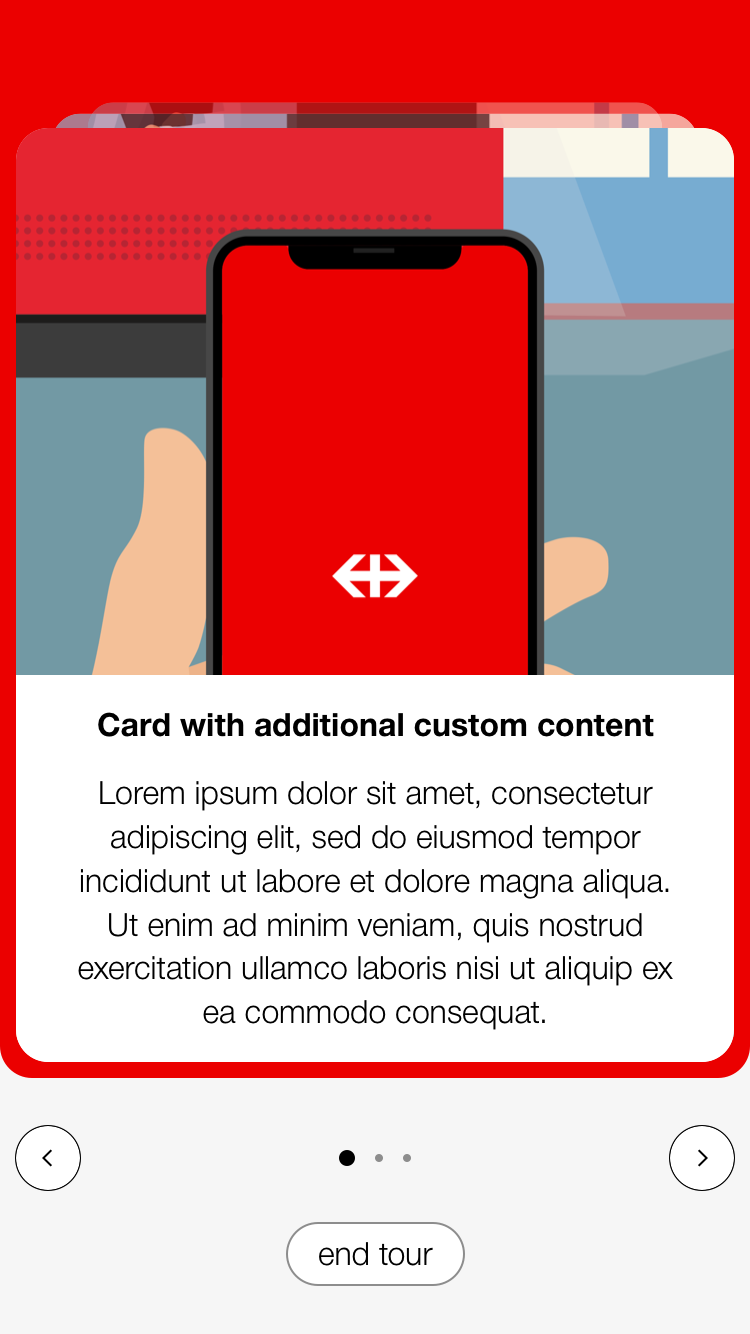 Card with additional custom content
Lorem ipsum dolor sit amet, consectetur
adipiscing elit, sed do eiusmod tempor
incididunt ut labore et dolore magna aliqua.
Ut enim ad minim veniam, quis nostrud
exercitation ullamco laboris nisi ut aliquip ex
ea commodo consequat.
end tour